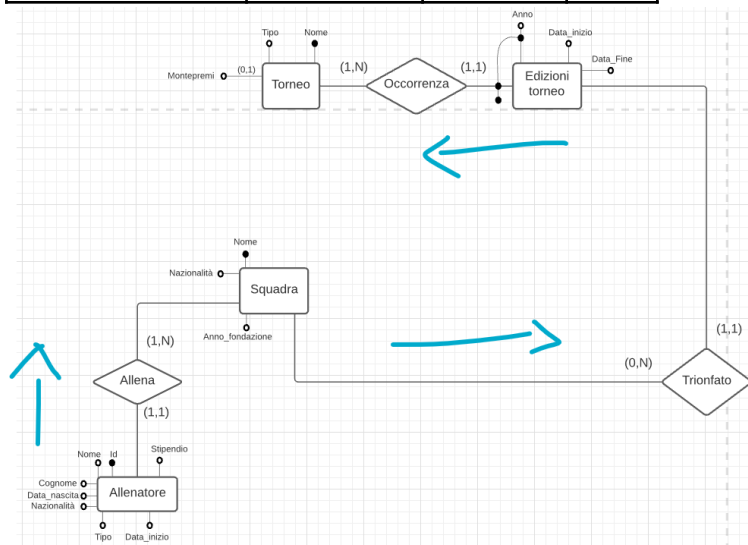 Anno
Tipo
Nome
Data_inizio
(0,1)
(1,N)
(1,1)
Data_Fine
Montepremi
Torneo
Occorrenza
Edizioni
torneo
Nome
Nazionalità
Squadra
Anno_fondazione
(1,1)
(1,N)
(0,N)
Allena
Trionfato
(1,1)
Nome
Id
Stipendio
Cognome
Data_nascita
Nazionalità
Allenatore
Tipo
Data_inizio